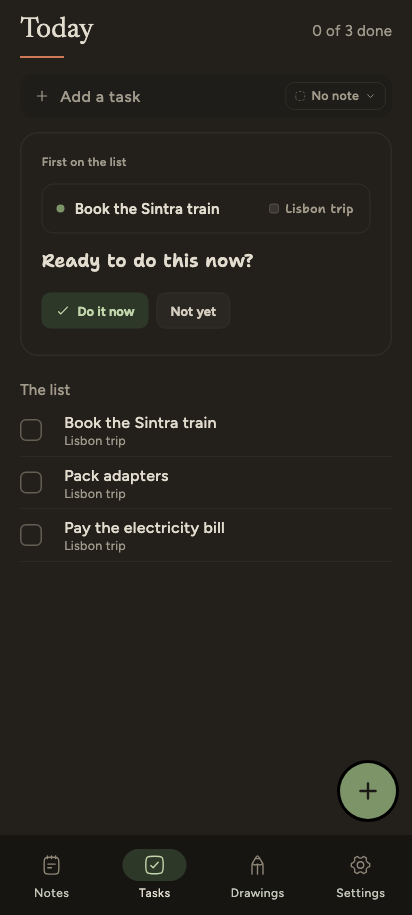 Today
0 of 3 done
Add a task
No note
First on the list
Book the Sintra train
Lisbon trip
Ready to do this now?
Do it now
Not yet
The list
Book the Sintra train
Lisbon trip
Pack adapters
Lisbon trip
Pay the electricity bill
Lisbon trip
Notes
Tasks
Drawings
Settings